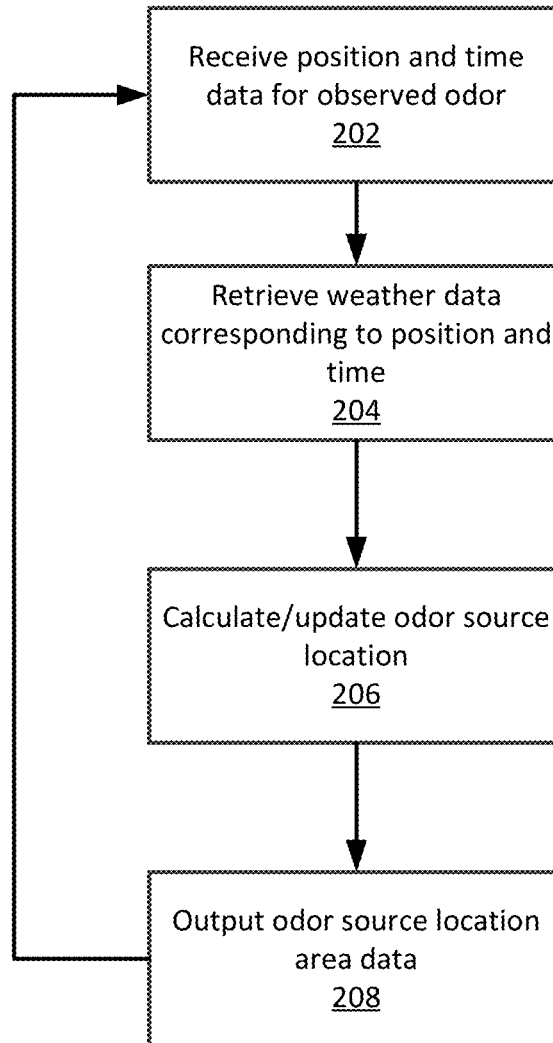 Receive position and time
data for observed odor
202
Retrieve weather data
corresponding to position and
time
204
Calculate/update odor source
location
206
Output odor source location
area data
208